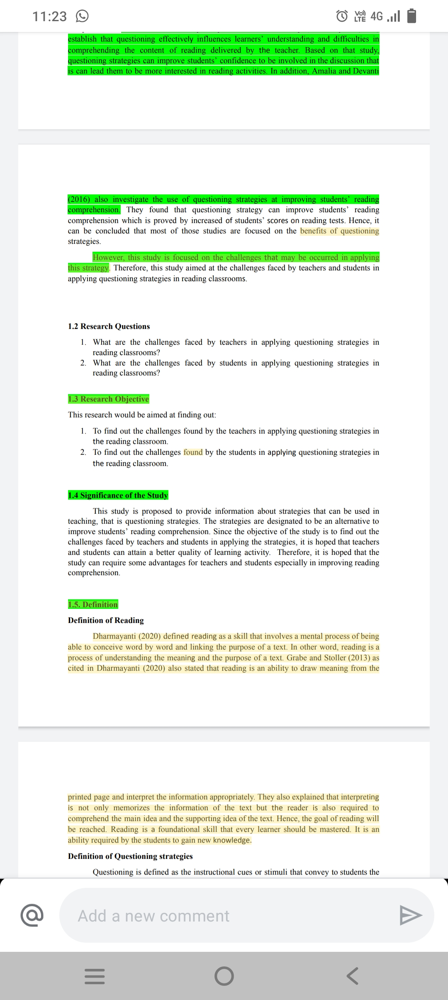 11:23
Vo)) LTE 4G
establish that questioning effectively influences learners’ understanding and difficulties in
comprehending the content of reading delivered by the teacher. Based on that study,
questioning strategies can improve students’ confidence to be involved in the discussion that
is can lead them to be more interested in reading activities. In addition, Amalia and Devanti
(2016) also investigate the use of questioning strategies at improving students’ reading
comprehension. They found that questioning strategy can improve students’ reading
comprehension which is proved by increased of students’ scores on reading tests. Hence, it
can be concluded that most of those studies are focused on the benefits of questioning
strategies.
However, this study is focused on the challenges that may be occurred in applying
this strategy. Therefore, this study aimed at the challenges faced by teachers and students in
applying questioning strategies in reading classrooms.
1.2 Research Questions
1. What are the challenges faced by teachers in applying questioning strategies in
reading classrooms?
2. What are the challenges faced by students in applying questioning strategies in
reading classrooms?
1.3 Research Objective
This research would be aimed at finding out:
1. To find out the challenges found by the teachers in applying questioning strategies in
the reading classroom.
2. To find out the challenges found by the students in applying questioning strategies in
the reading classroom.
1.4 Significance of the Study
This study is proposed to provide information about strategies that can be used in
teaching, that is questioning strategies. The strategies are designated to be an alternative to
improve students’ reading comprehension. Since the objective of the study is to find out the
challenges faced by teachers and students in applying the strategies, it is hoped that teachers
and students can attain a better quality of learning activity. Therefore, it is hoped that the
study can require some advantages for teachers and students especially in improving reading
comprehension.
1.5. Definition
Definition of Reading
Dharmayanti (2020) defined reading as a skill that involves a mental process of being
able to conceive word by word and linking the purpose of a text. In other word, reading is a
process of understanding the meaning and the purpose of a text. Grabe and Stoller (2013) as
cited in Dharmayanti (2020) also stated that reading is an ability to draw meaning from the
printed page and interpret the information appropriately. They also explained that interpreting
is not only memorizes the information of the text but the reader is also required to
comprehend the main idea and the supporting idea of the text. Hence, the goal of reading will
be reached. Reading is a foundational skill that every learner should be mastered. It is an
ability required by the students to gain new knowledge.
Definition of Questioning strategies
Questioning is defined as the instructional cues or stimuli that convey to students the
@ Add a new comment